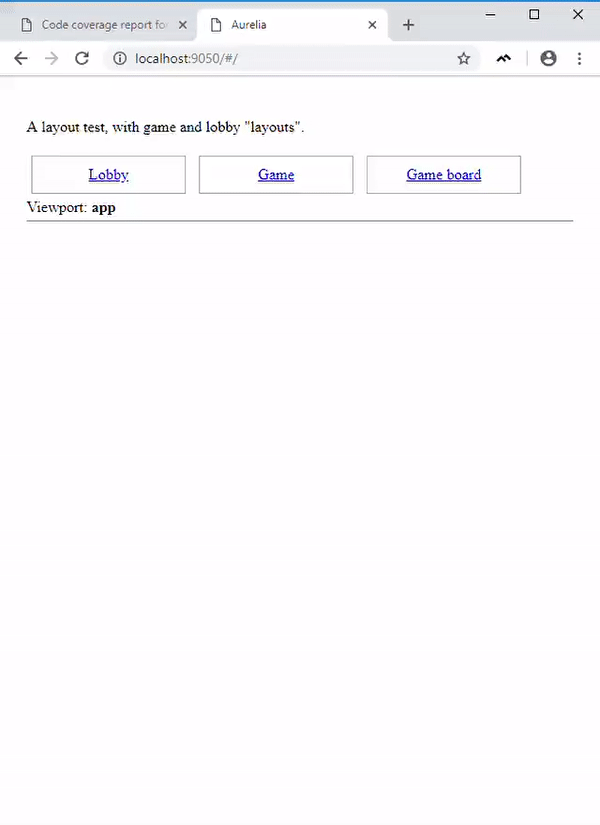 Code coverage report fo
Aurelia
localhost:9050/#/
A layout test, with game and lobby "layouts".
Lobby
Game
Game board
Viewport: app